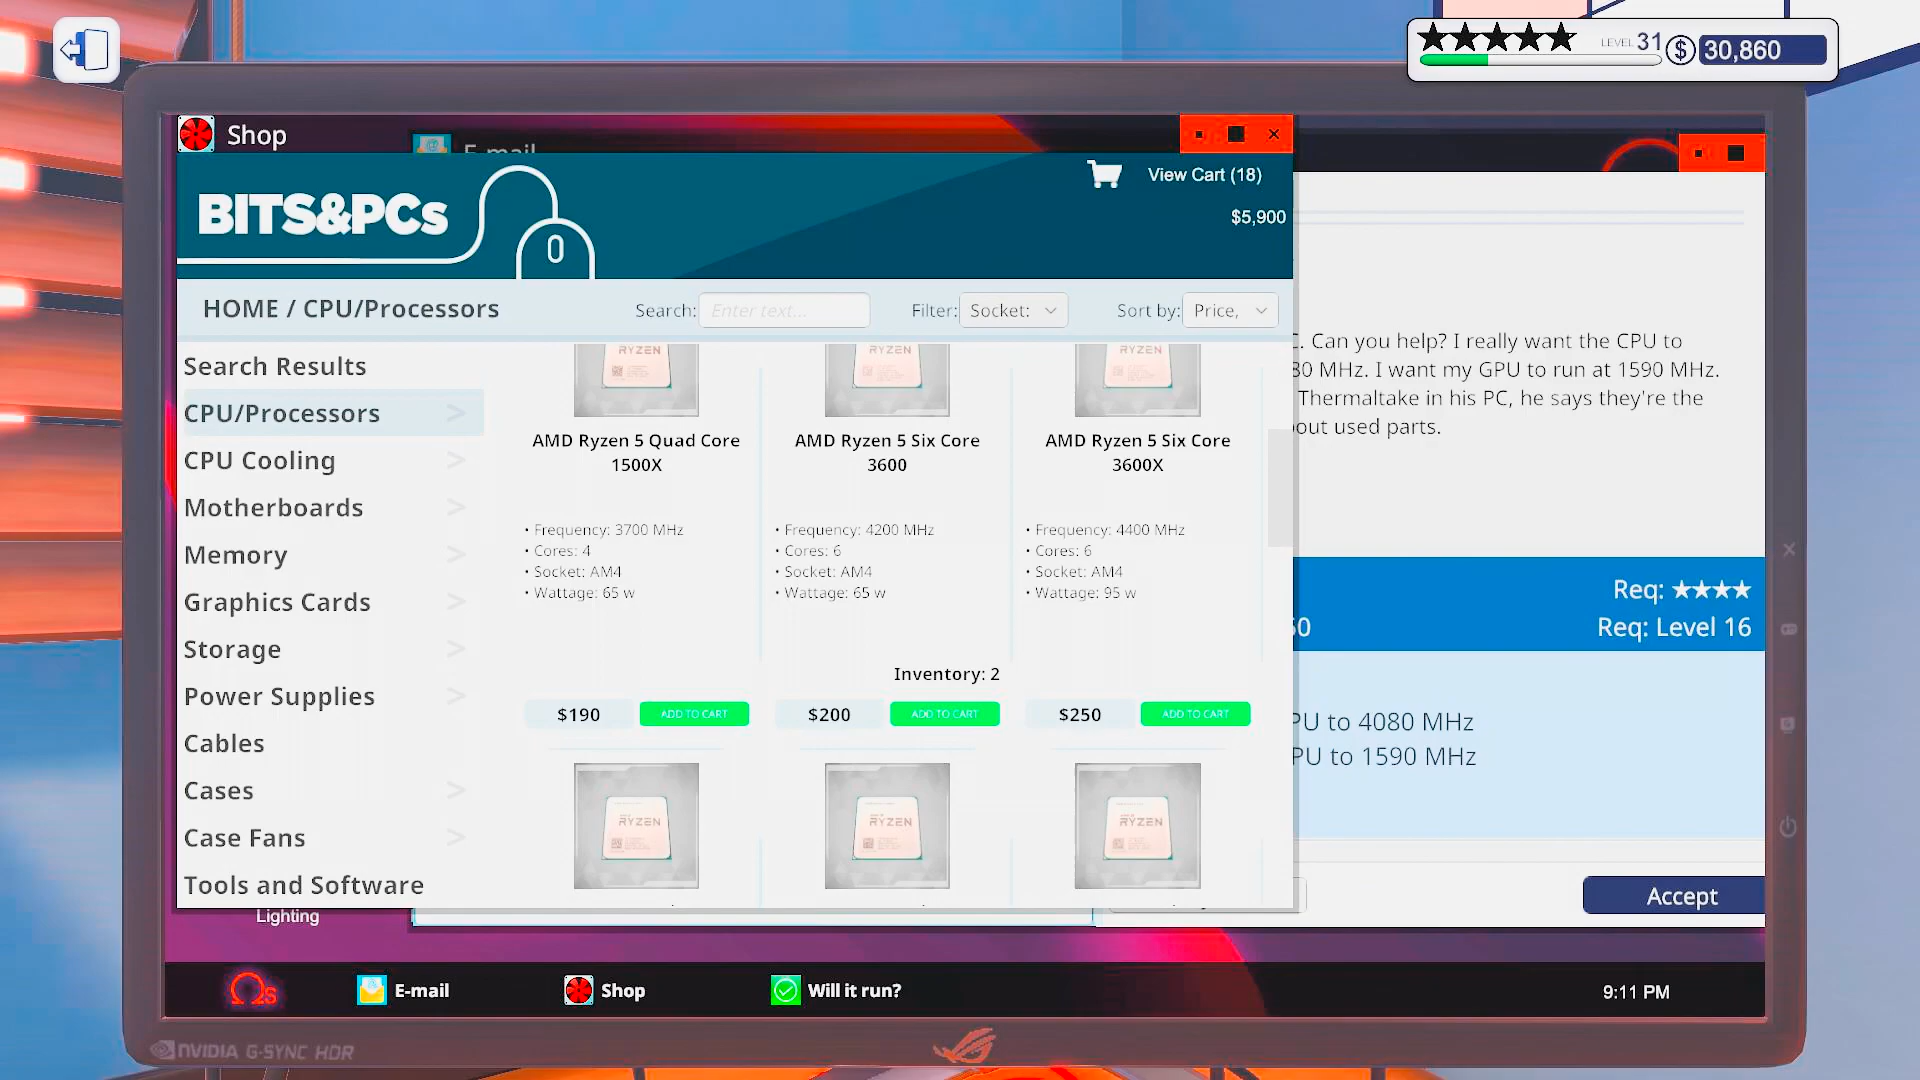 LEVEL 31
$ 30,860
Shop
E-mail
View Cart (18)
$5,900
BITS&PCs
HOME / CPU/Processors
Search: Enter text...
Filter: Socket:
Sort by: Price,
Search Results
CPU/Processors >
CPU Cooling >
Motherboards >
Memory >
Graphics Cards >
Storage >
Power Supplies >
Cables
Cases >
Case Fans >
Tools and Software
Lighting
RYZEN
RYZEN
RYZEN
AMD Ryzen 5 Quad Core
1500X
• Frequency: 3700 MHz
• Cores: 4
• Socket: AM4
• Wattage: 65 w
$190
ADD TO CART
AMD Ryzen 5 Six Core
3600
• Frequency: 4200 MHz
• Cores: 6
• Socket: AM4
• Wattage: 65 w
Inventory: 2
$200
ADD TO CART
AMD Ryzen 5 Six Core
3600X
• Frequency: 4400 MHz
• Cores: 6
• Socket: AM4
• Wattage: 95 w
$250
ADD TO CART
RYZEN
RYZEN
RYZEN
C. Can you help? I really want the CPU to
80 MHz. I want my GPU to run at 1590 MHz.
Thermaltake in his PC, he says they're the
out used parts.
Req: ★★★★
Req: Level 16
PU to 4080 MHz
PU to 1590 MHz
Accept
E-mail
Shop
Will it run?
9:11 PM
NVIDIA G-SYNC HDR